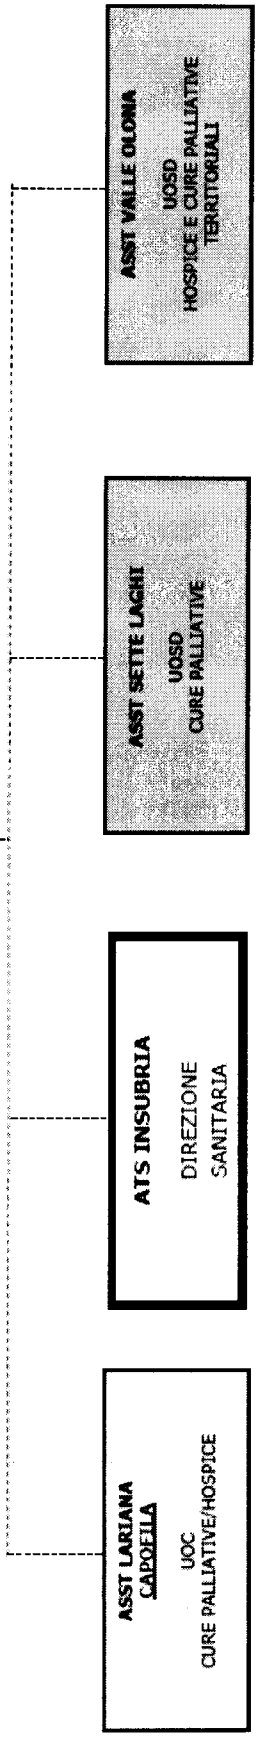 ASST LARIANA
CAPOFILA
UOC
CURE PALLIATIVE/HOSPICE
ATS INSUBRIA
DIREZIONE
SANITARIA
ASST SETTE LAGHI
UOSD
CURE PALLIATIVE
ASST VALLE OLONA
UOSD
HOSPICE E CURE PALLIATIVE
TERRITORIALI